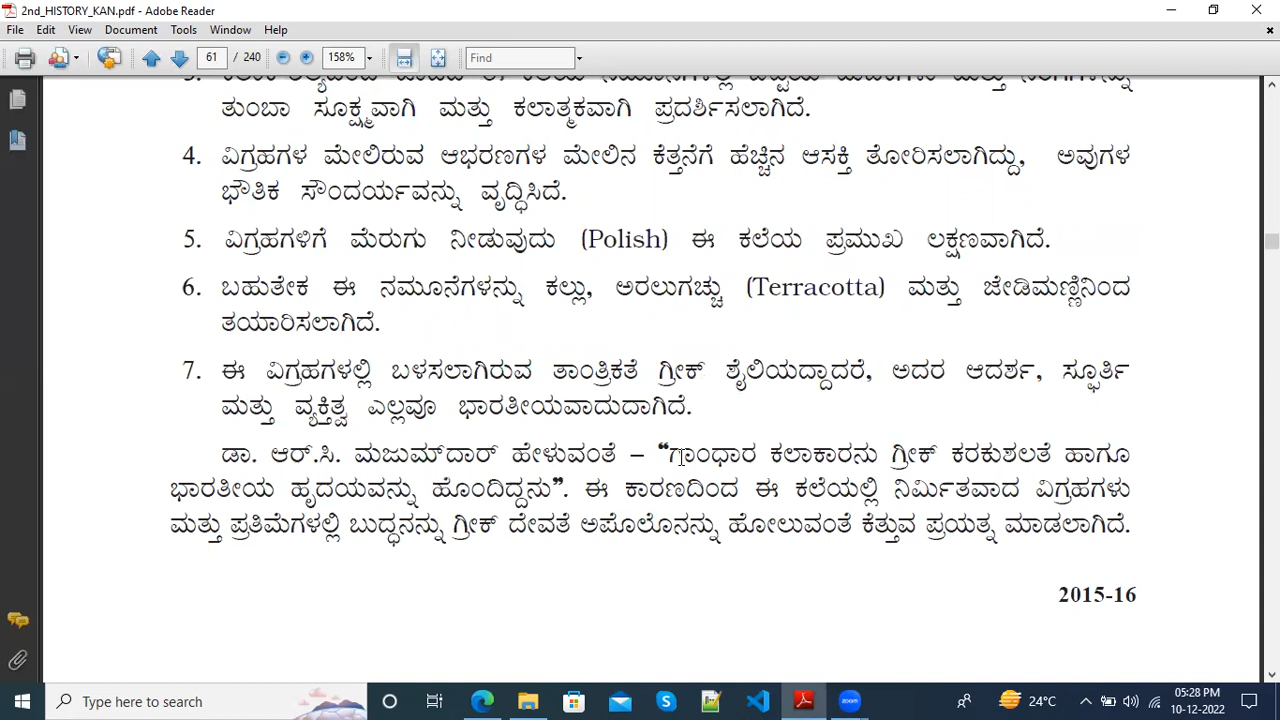 2nd_HISTORY_KAN.pdf - Adobe Reader
File Edit View Document Tools Window Help
61 / 240 158% Find
ತುಂಬಾ ಸೂಕ್ಷ್ಮವಾಗಿ ಮತ್ತು ಕಲಾತ್ಮಕವಾಗಿ ಪ್ರದರ್ಶಿಸಲಾಗಿದೆ.
4. ವಿಗ್ರಹಗಳ ಮೇಲಿರುವ ಆಭರಣಗಳ ಮೇಲಿನ ಕೆತ್ತನೆಗೆ ಹೆಚ್ಚಿನ ಆಸಕ್ತಿ ತೋರಿಸಲಾಗಿದ್ದು, ಅವುಗಳ
ಭೌತಿಕ ಸೌಂದರ್ಯವನ್ನು ವೃದ್ಧಿಸಿದೆ.
5. ವಿಗ್ರಹಗಳಿಗೆ ಮೆರುಗು ನೀಡುವುದು (Polish) ಈ ಕಲೆಯ ಪ್ರಮುಖ ಲಕ್ಷಣವಾಗಿದೆ.
6. ಬಹುತೇಕ ಈ ನಮೂನೆಗಳನ್ನು ಕಲ್ಲು, ಅರಲುಗಚ್ಚು (Terracotta) ಮತ್ತು ಜೇಡಿಮಣ್ಣಿನಿಂದ
ತಯಾರಿಸಲಾಗಿದೆ.
7. ಈ ವಿಗ್ರಹಗಳಲ್ಲಿ ಬಳಸಲಾಗಿರುವ ತಾಂತ್ರಿಕತೆ ಗ್ರೀಕ್ ಶೈಲಿಯದ್ದಾದರೆ, ಅದರ ಆದರ್ಶ, ಸ್ಫೂರ್ತಿ
ಮತ್ತು ವ್ಯಕ್ತಿತ್ವ ಎಲ್ಲವೂ ಭಾರತೀಯವಾದುದಾಗಿದೆ.
ಡಾ. ಆರ್.ಸಿ. ಮಜುಮ್‌ದಾರ್ ಹೇಳುವಂತೆ – “ಗಾಂಧಾರ ಕಲಾಕಾರನು ಗ್ರೀಕ್ ಕರಕುಶಲತೆ ಹಾಗೂ
ಭಾರತೀಯ ಹೃದಯವನ್ನು ಹೊಂದಿದ್ದನು”. ಈ ಕಾರಣದಿಂದ ಈ ಕಲೆಯಲ್ಲಿ ನಿರ್ಮಿತವಾದ ವಿಗ್ರಹಗಳು
ಮತ್ತು ಪ್ರತಿಮೆಗಳಲ್ಲಿ ಬುದ್ಧನನ್ನು ಗ್ರೀಕ್ ದೇವತೆ ಅಪೊಲೊನನ್ನು ಹೋಲುವಂತೆ ಕೆತ್ತುವ ಪ್ರಯತ್ನ ಮಾಡಲಾಗಿದೆ.
2015-16
Type here to search
24°C
05:28 PM
10-12-2022